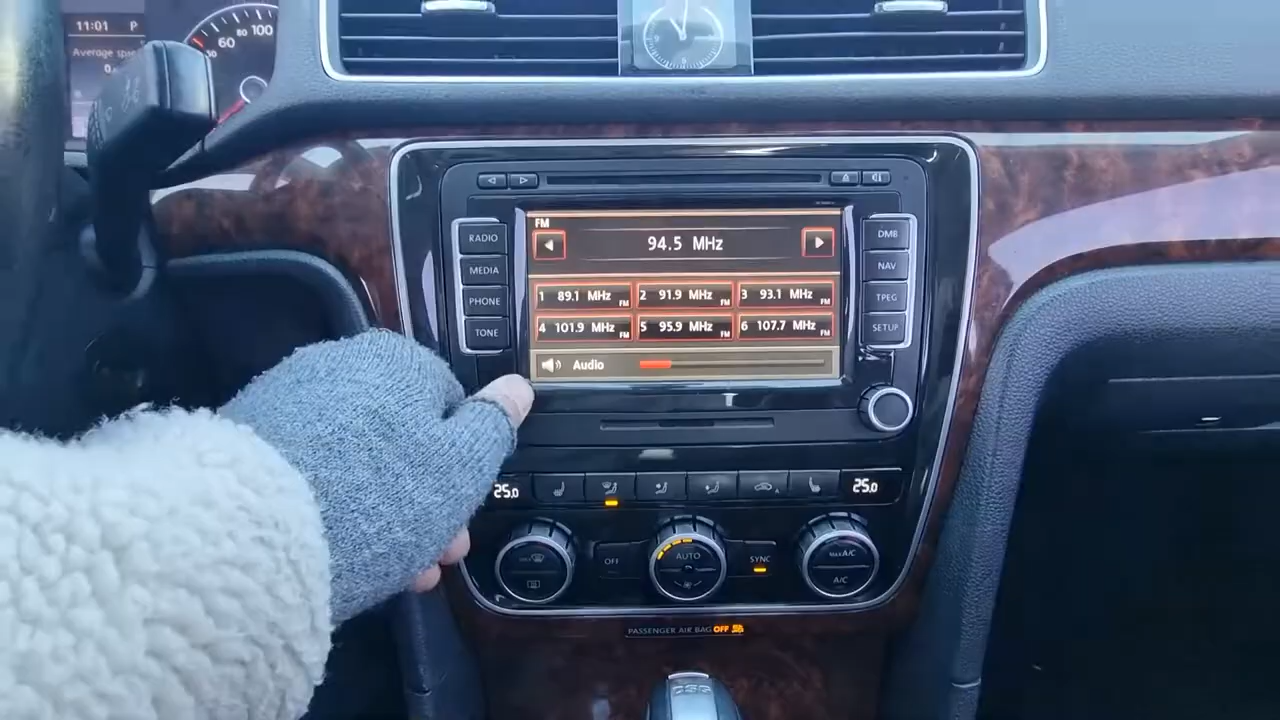 11:01 P
Average
60 80 100
FM
94.5 MHz
1 89.1 MHz FM
2 91.9 MHz FM
3 93.1 MHz FM
4 101.9 MHz FM
5 95.9 MHz FM
6 107.7 MHz FM
Audio
RADIO
MEDIA
PHONE
TONE
DMB
NAV
TPEG
SETUP
25.0
25.0
OFF
AUTO
SYNC
MAX A/C
A/C
PASSENGER AIR BAG OFF
DSG